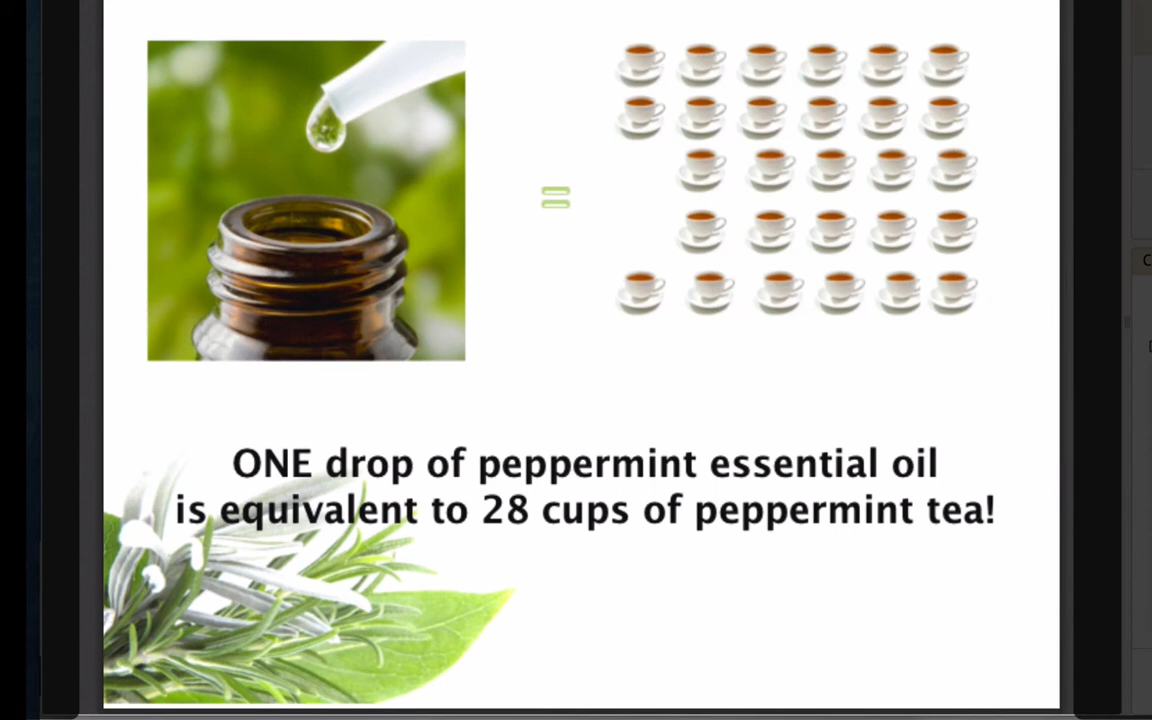 ONE drop of peppermint essential oil
is equivalent to 28 cups of peppermint tea!